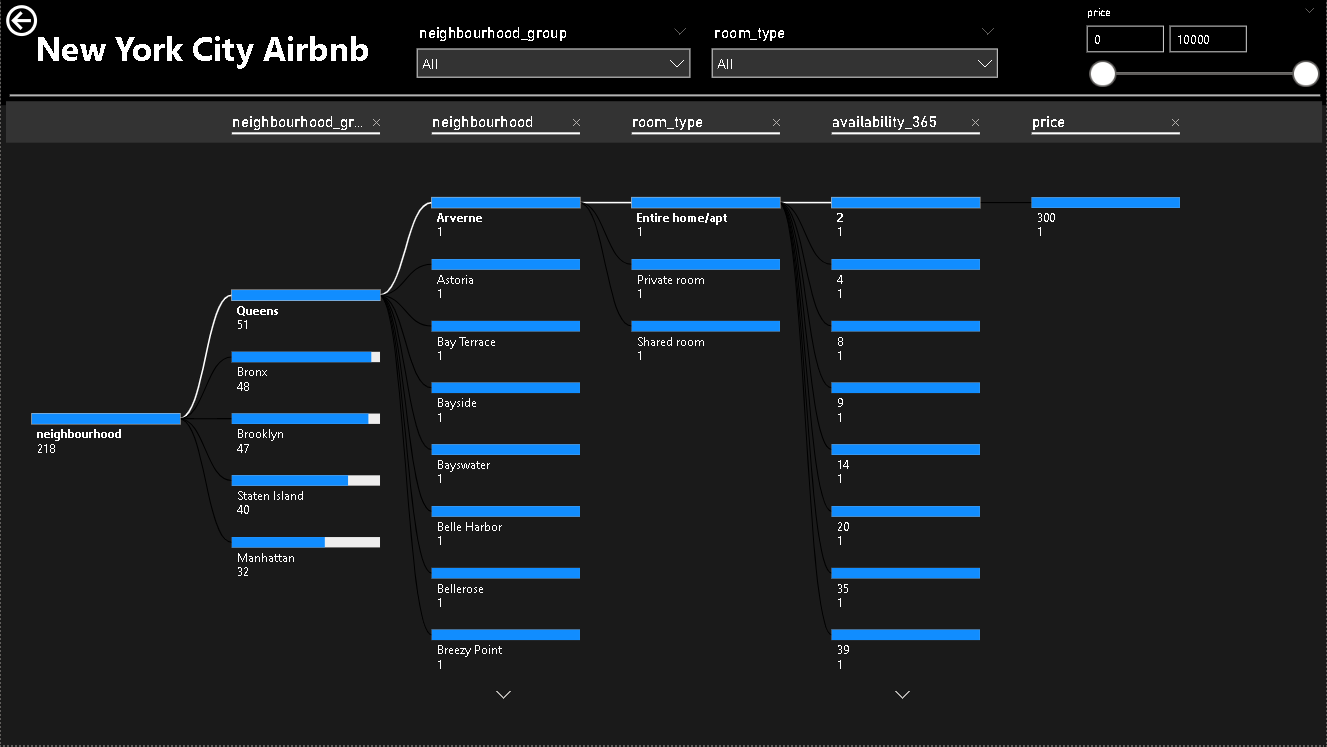 New York City Airbnb
neighbourhood_group
All
room_type
All
price
0
10000
neighbourhood_gr...
neighbourhood
room_type
availability_365
price
neighbourhood
218
Queens
51
Bronx
48
Brooklyn
47
Staten Island
40
Manhattan
32
Arverne
1
Astoria
1
Bay Terrace
1
Bayside
1
Bayswater
1
Belle Harbor
1
Bellerose
1
Breezy Point
1
Entire home/apt
1
Private room
1
Shared room
1
2
1
4
1
8
1
9
1
14
1
20
1
35
1
39
1
300
1